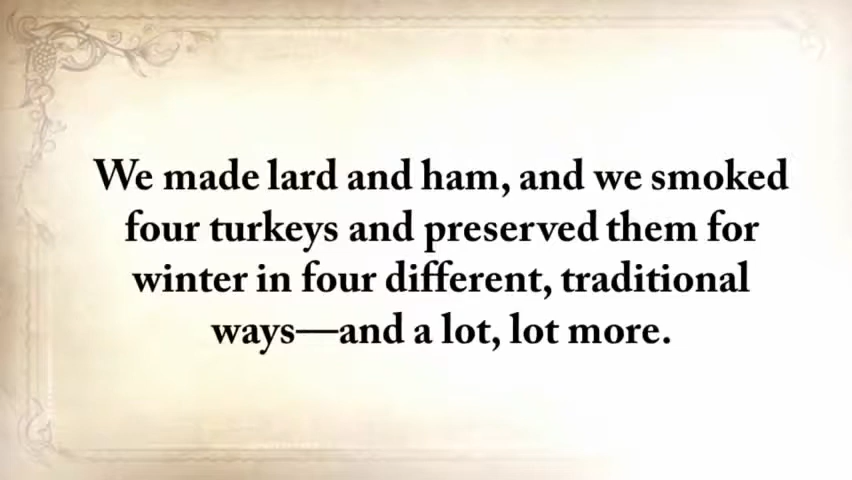 We made lard and ham, and we smoked
four turkeys and preserved them for
winter in four different, traditional
ways—and a lot, lot more.